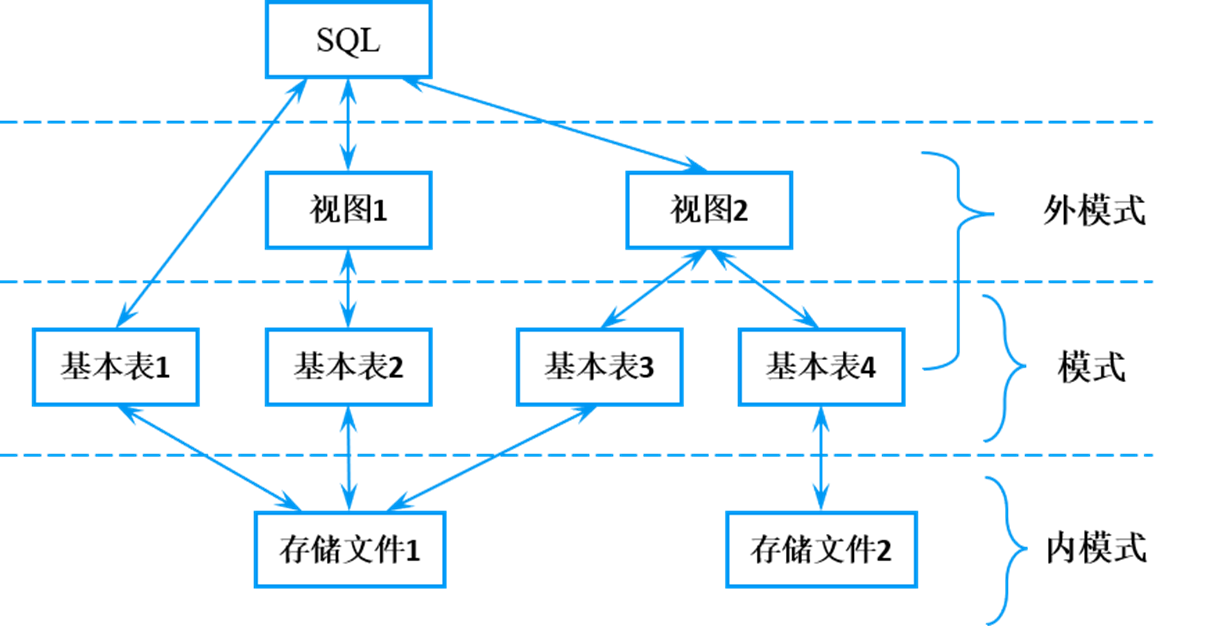 SQL
视图1
视图2
外模式
基本表1
基本表2
基本表3
基本表4
模式
存储文件1
存储文件2
内模式